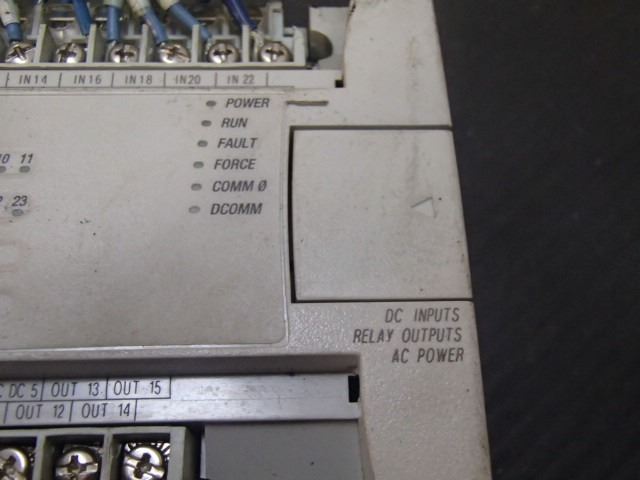 IN 14 IN 16 IN 18 IN 20 IN 22
POWER
RUN
FAULT
FORCE
COMM Ø
DCOMM
11
23
DC INPUTS
RELAY OUTPUTS
AC POWER
DC 5 OUT 13 OUT 15
OUT 12 OUT 14